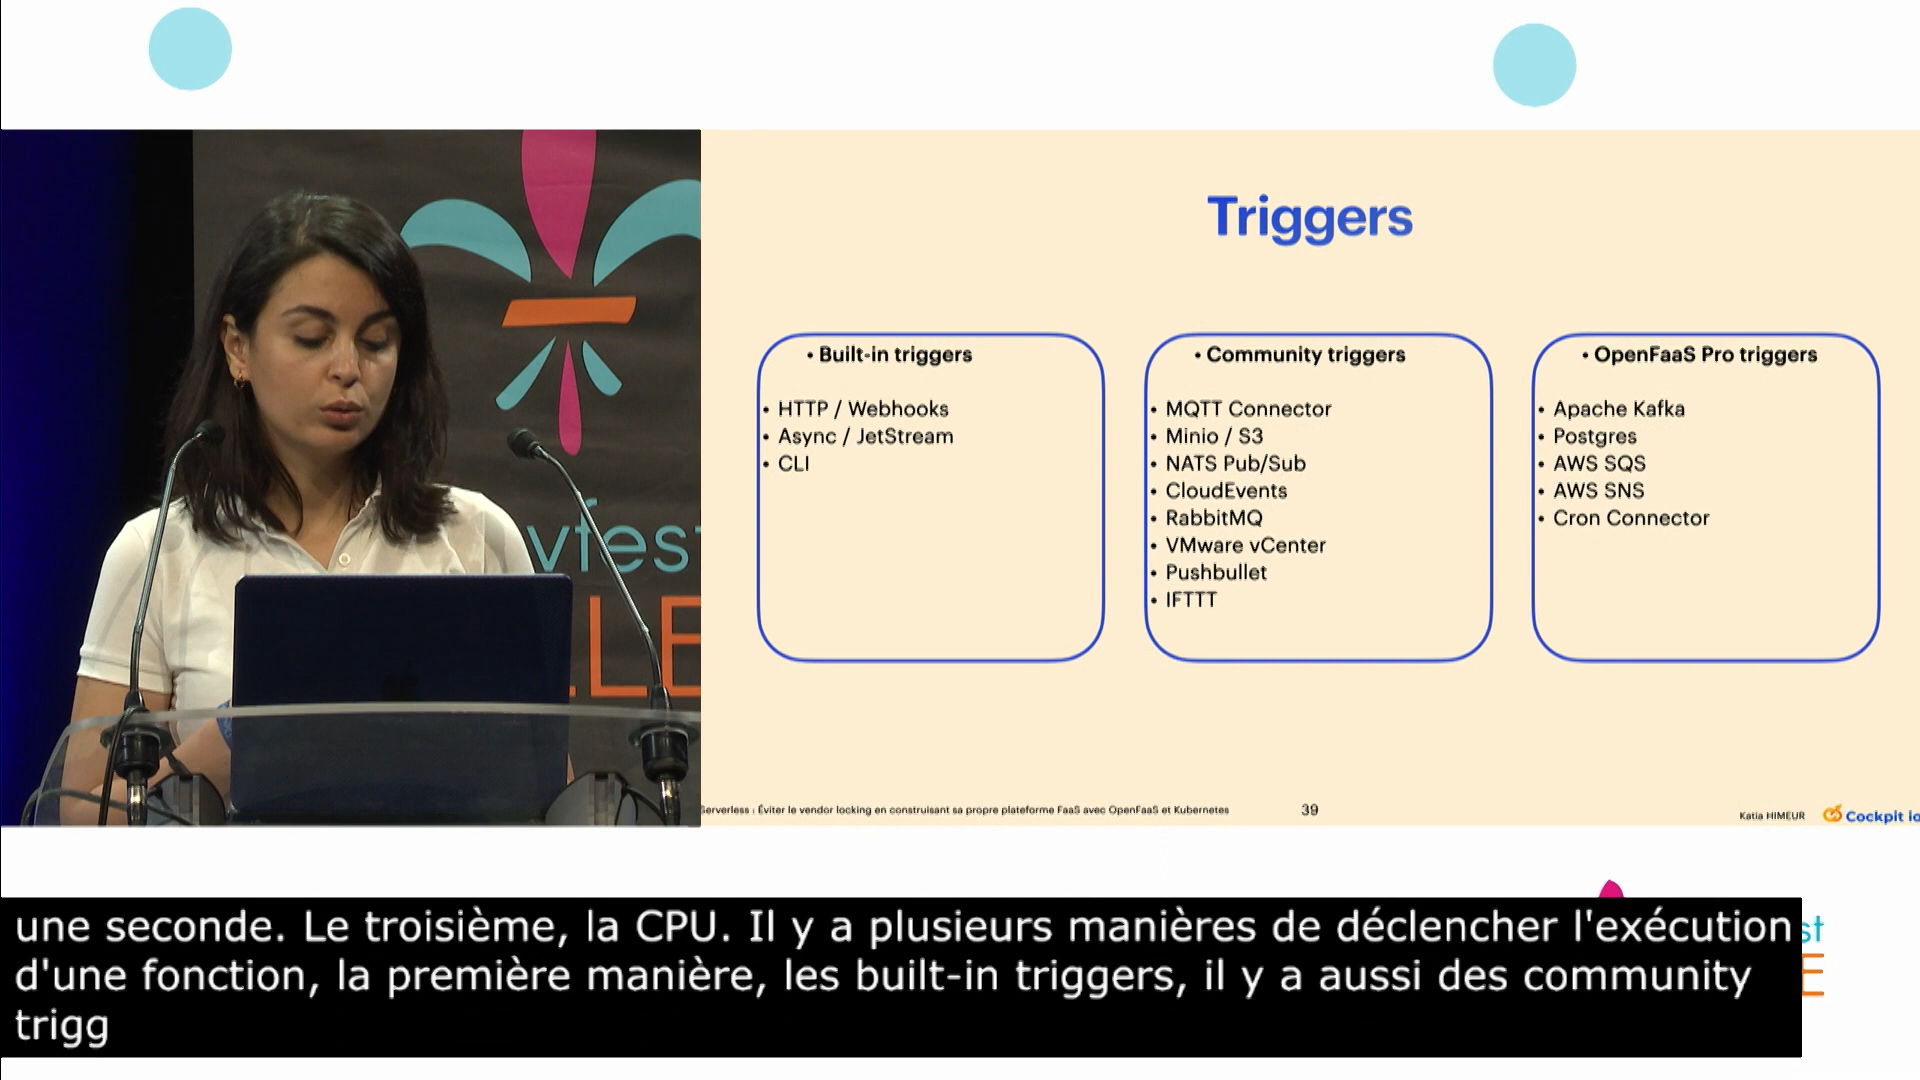 Triggers
• Built-in triggers
• HTTP / Webhooks
• Async / JetStream
• CLI
• Community triggers
• MQTT Connector
• Minio / S3
• NATS Pub/Sub
• CloudEvents
• RabbitMQ
• VMware vCenter
• Pushbullet
• IFTTT
• OpenFaaS Pro triggers
• Apache Kafka
• Postgres
• AWS SQS
• AWS SNS
• Cron Connector
vfest
LLE
Serverless : Éviter le vendor locking en construisant sa propre plateforme FaaS avec OpenFaaS et Kubernetes
39
Katia HIMEUR
Cockpit io
une seconde. Le troisième, la CPU. Il y a plusieurs manières de déclencher l'exécution
d'une fonction, la première manière, les built-in triggers, il y a aussi des community
trigg
st
E